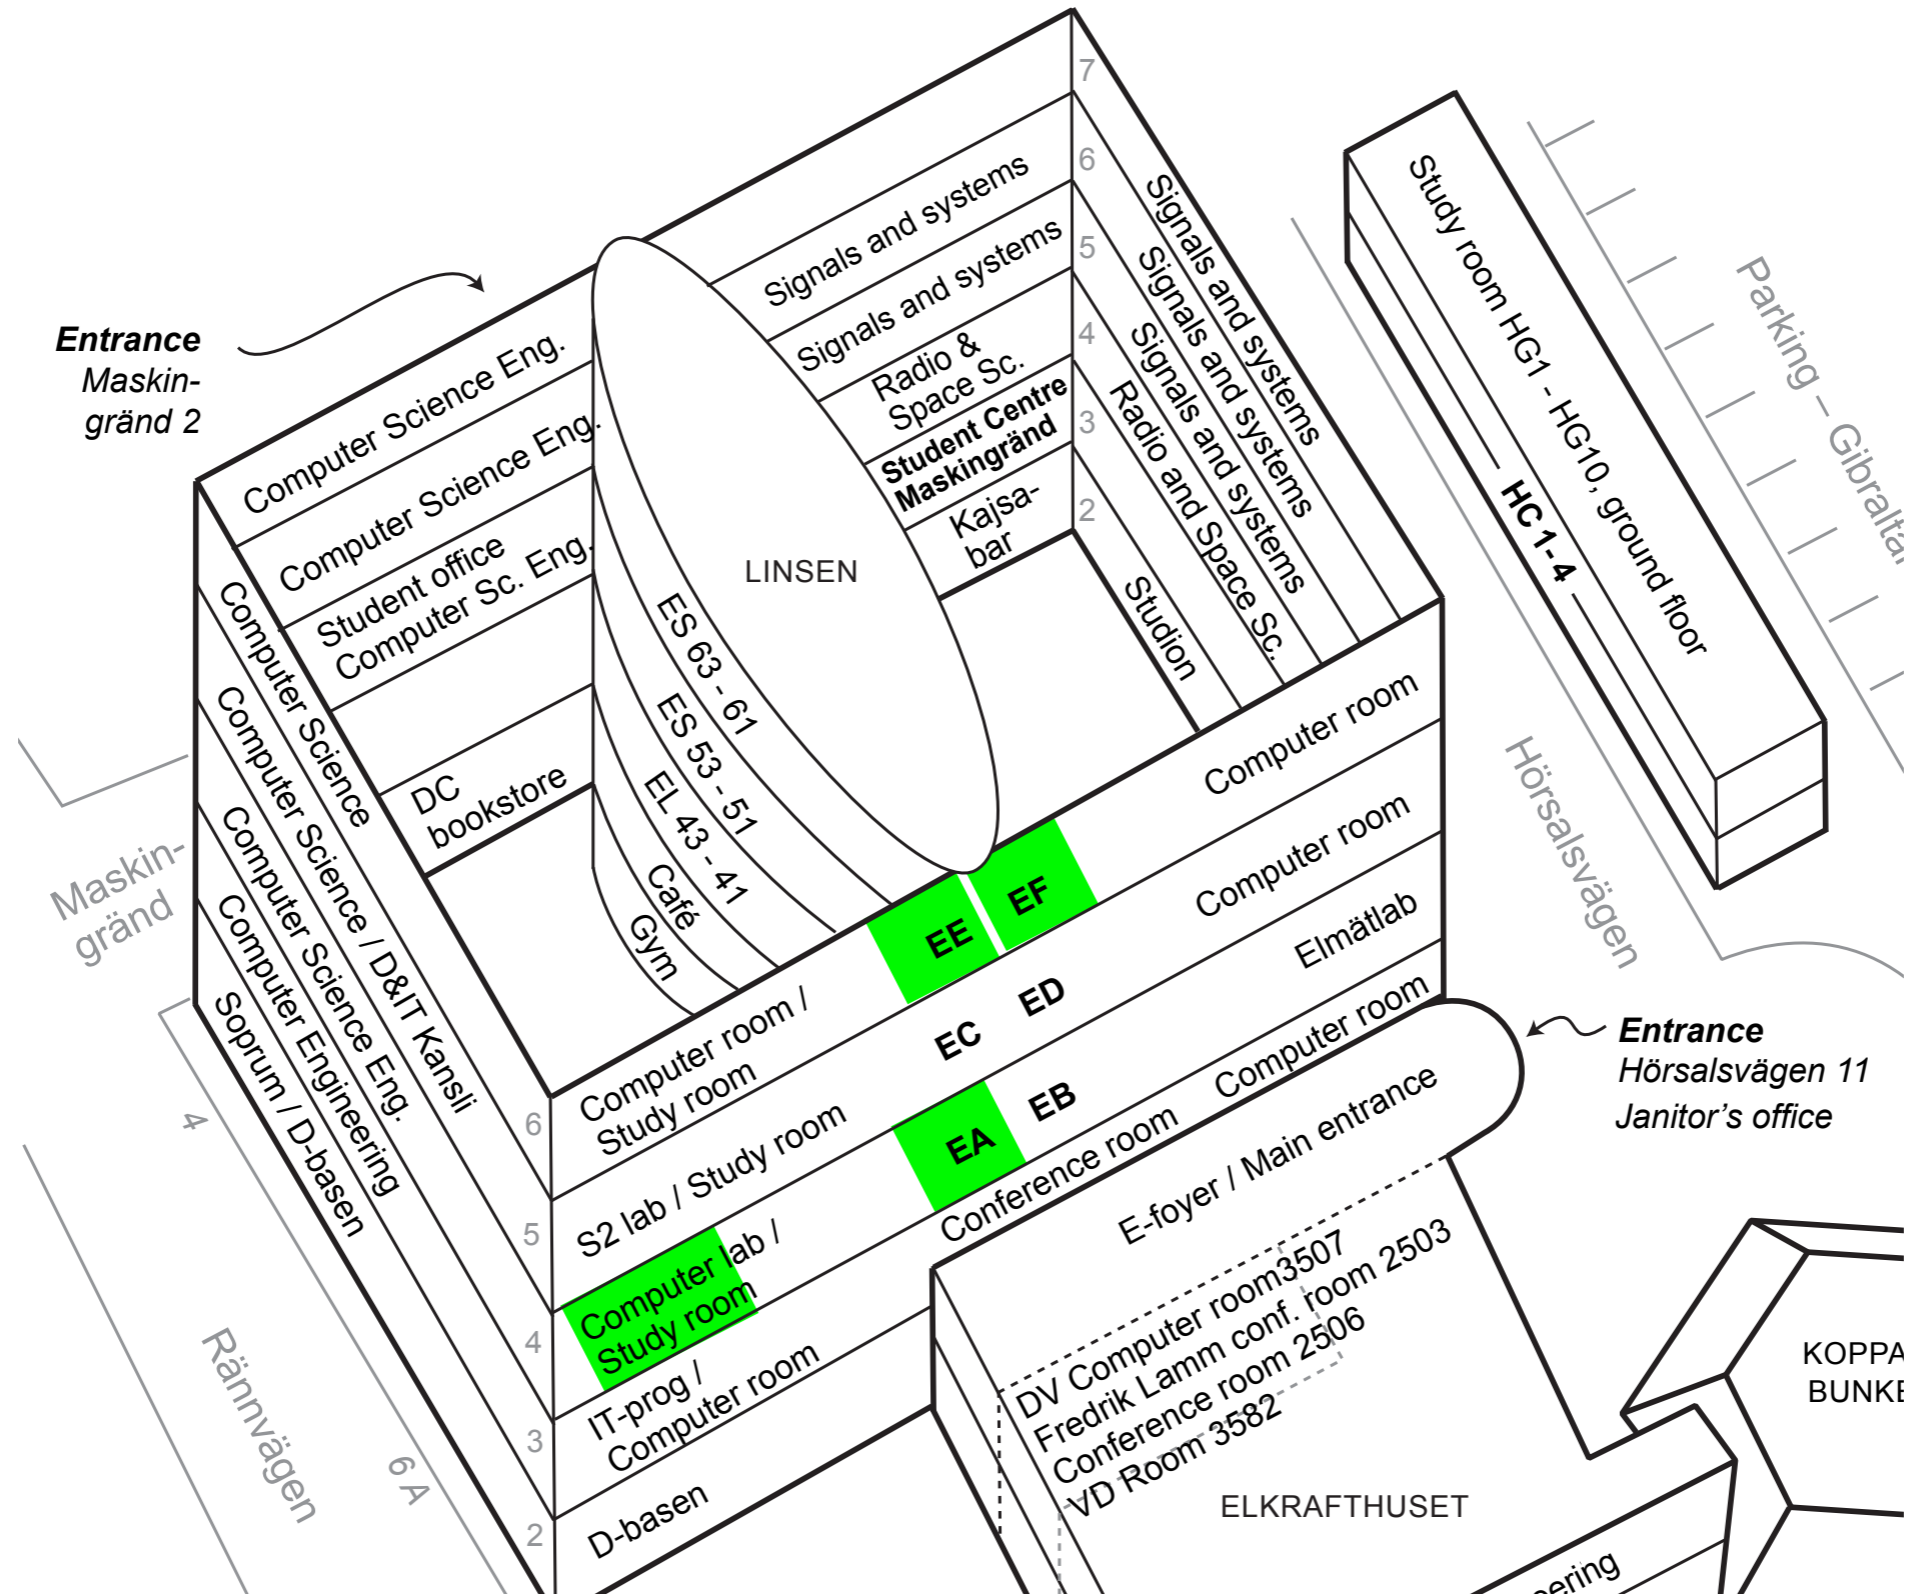 7
6
5
4
3
2
Signals and systems
Signals and systems
Radio &
Space Sc.
Student Centre
Maskingränd
Kajsa-
bar
Signals and systems
Signals and systems
Signals and systems
Radio and Space Sc.
Studion
Study room HG1 - HG10, ground floor
HC1-4
Parking – Gibralta
Hörsalsvägen
Entrance
Maskin-
gränd 2
Computer Science Eng.
Computer Science Eng.
Student office
Computer Sc. Eng.
DC
bookstore
LINSEN
ES 63 - 61
ES 53 - 51
EL 43 - 41
Café
Gym
Computer Science
Computer Science / D&IT Kansli
Computer Science Eng.
Computer Engineering
Soprum / D-basen
Maskin-
gränd
4
Rännvägen
6 A
6
Computer room /
Study room
EE
EF
Computer room
5
S2 lab / Study room
EC
ED
Computer room
4
Computer lab /
Study room
EA
EB
Elmätlab
3
IT-prog /
Computer room
Conference room
Computer room
2
D-basen
Entrance
Hörsalsvägen 11
Janitor's office
E-foyer / Main entrance
DV Computer room3507
Fredrik Lamm conf. room 2503
Conference room 2506
VD Room 3582
ELKRAFTHUSET
KOPPA
BUNKE
eering